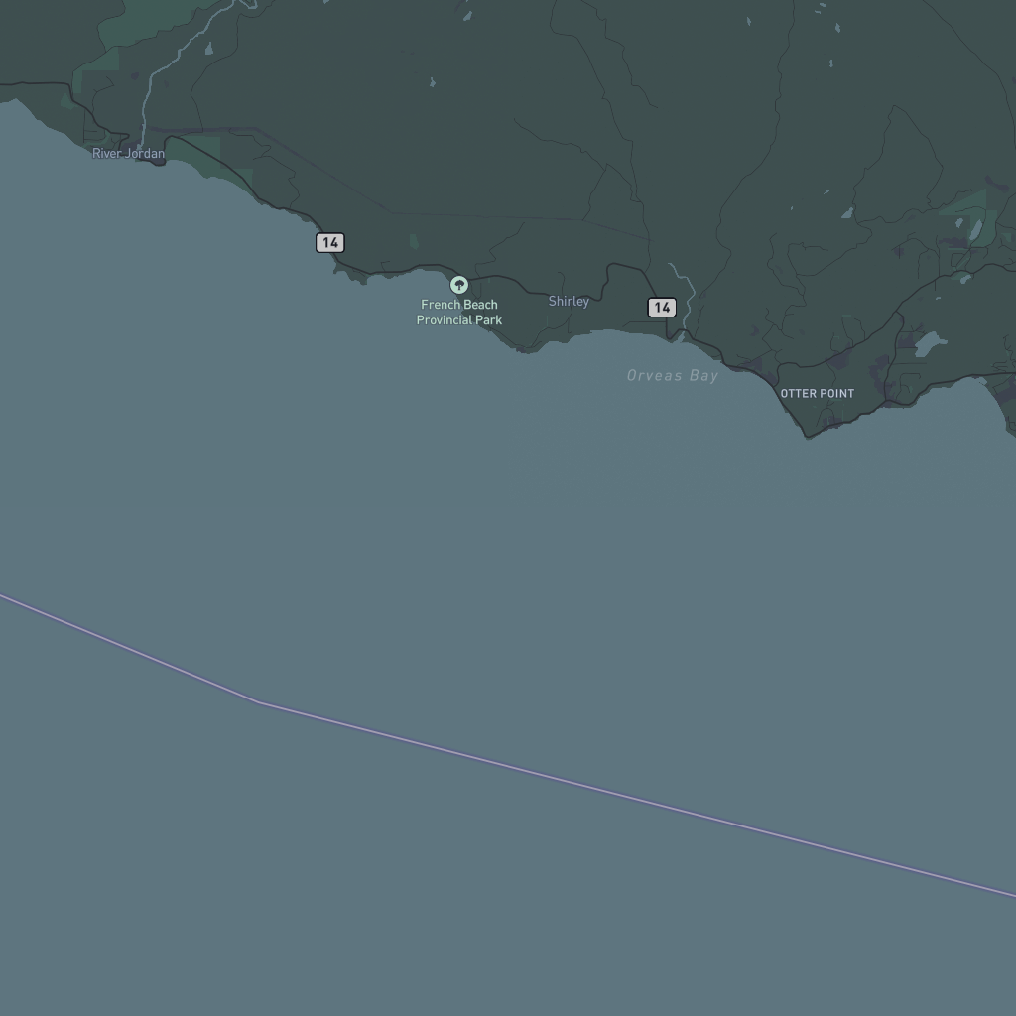 River Jordan
14
French Beach
Provincial Park
Shirley
14
Orveas Bay
OTTER POINT